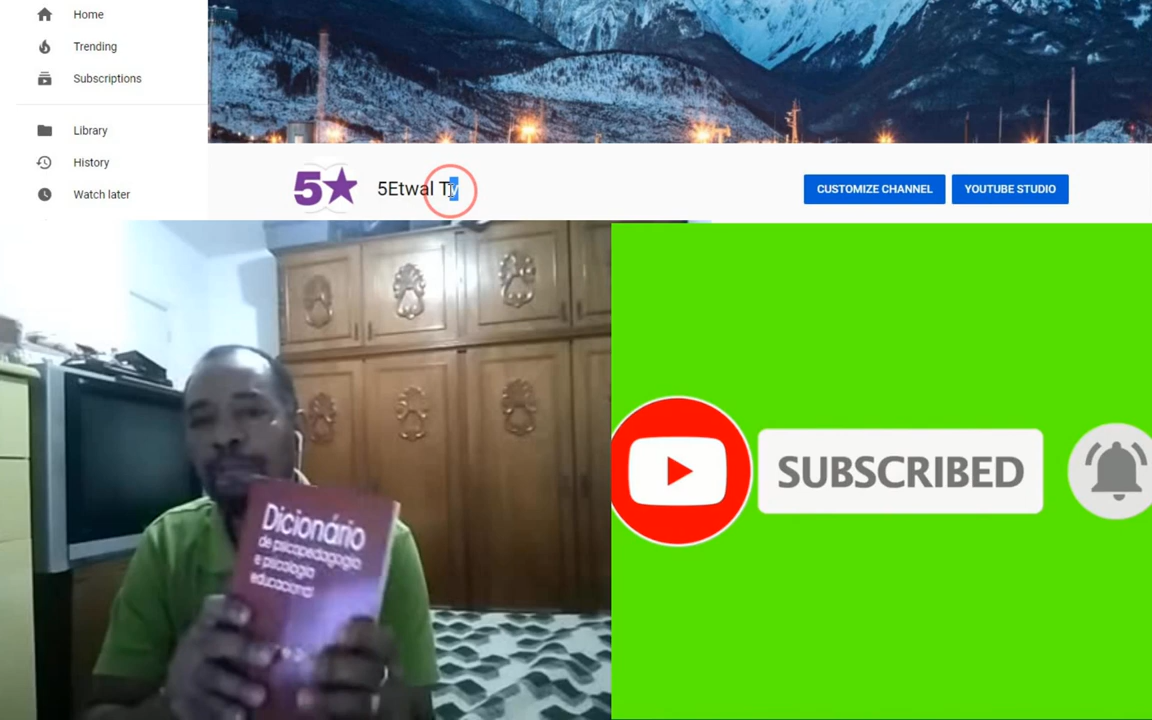 Home
Trending
Subscriptions
Library
History
Watch later
5★
5Etwal Tv
CUSTOMIZE CHANNEL
YOUTUBE STUDIO
Dicionário
de psicopedagogia
e psicologia
educacional
SUBSCRIBED